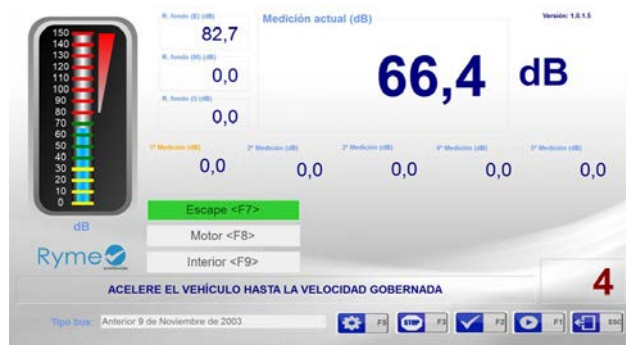 R. fondo (E) (dB)
Medición actual (dB)
Versión: 1.0.1.5
82,7
R. fondo (M) (dB)
0,0
R. fondo (I) (dB)
0,0
66,4 dB
150
140
130
120
110
100
90
80
70
60
50
40
30
20
10
0
dB
1ª Medición (dB)
2ª Medición (dB)
3ª Medición (dB)
4ª Medición (dB)
5ª Medición (dB)
0,0
0,0
0,0
0,0
0,0
Escape <F7>
Motor <F8>
Interior <F9>
Ryme
ACELERE EL VEHÍCULO HASTA LA VELOCIDAD GOBERNADA
4
Tipo bus: Anterior 9 de Noviembre de 2003
F5
STOP F3
F2
F1
ESC